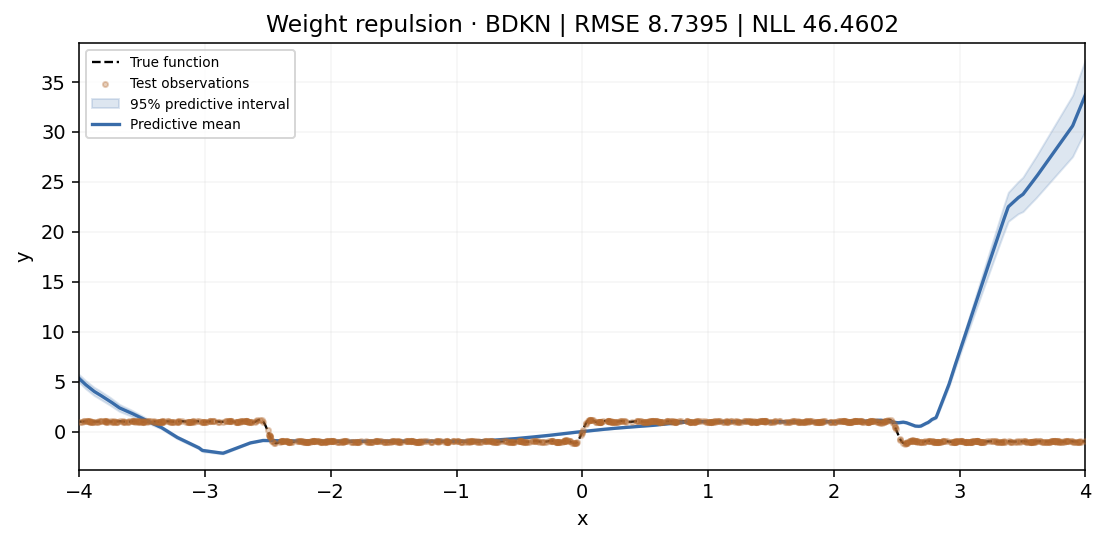 Weight repulsion · BDKN | RMSE 8.7395 | NLL 46.4602
True function
Test observations
95% predictive interval
Predictive mean
35
30
25
20
15
10
5
0
y
−4 −3 −2 −1 0 1 2 3 4
x